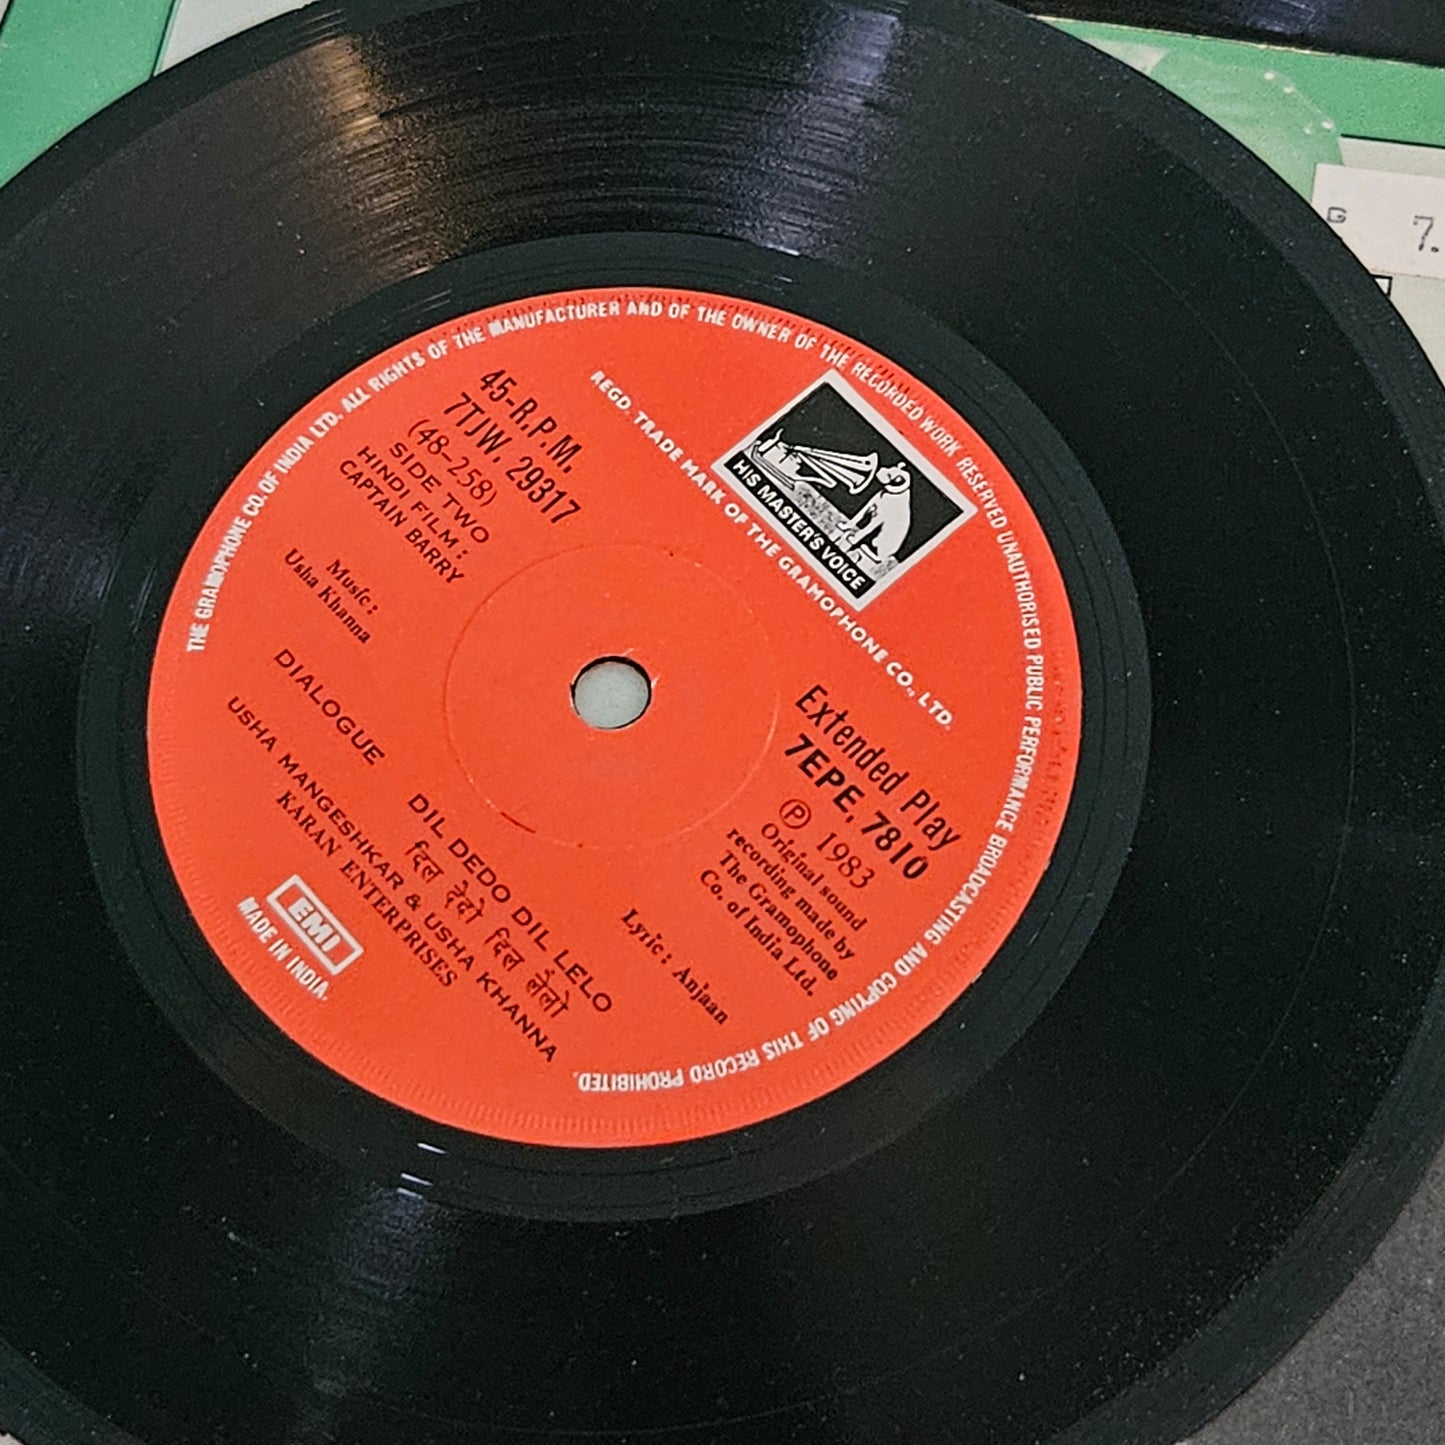 THE GRAMOPHONE CO. OF INDIA LTD. ALL RIGHTS OF THE MANUFACTURER AND OF THE OWNER OF THE RECORDED WORK RESERVED UNAUTHORISED PUBLIC PERFORMANCE BROADCASTING AND COPYING OF THIS RECORD PROHIBITED.
REGD. TRADE MARK OF THE GRAMOPHONE CO., LTD.
HIS MASTER'S VOICE
45-R.P.M.
7TJW. 29317
(48-258)
SIDE TWO
HINDI FILM :
CAPTAIN BARRY
Music :
Usha Khanna
Extended Play
7EPE. 7810
Ⓟ 1983
Original sound
recording made by
The Gramophone
Co. of India Ltd.
DIALOGUE
DIL DEDO DIL LELO
दिल देदो दिल लेलो
Lyric : Anjaan
USHA MANGESHKAR & USHA KHANNA
KARAN ENTERPRISES
EMI
MADE IN INDIA.
G 7.